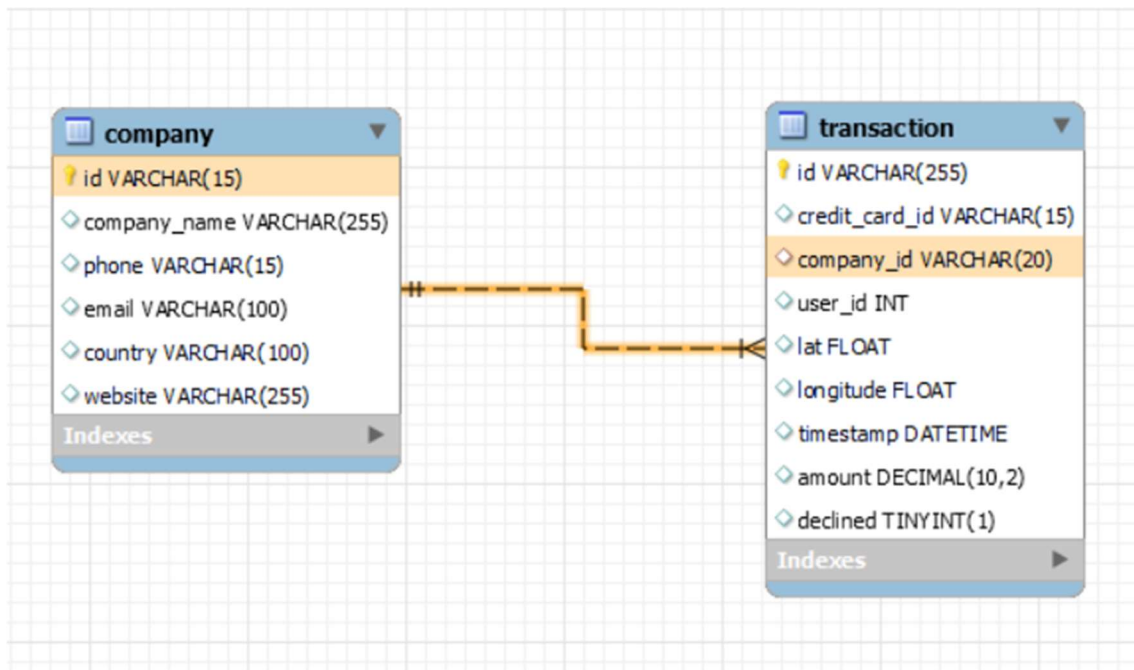 company
id VARCHAR(15)
company_name VARCHAR(255)
phone VARCHAR(15)
email VARCHAR(100)
country VARCHAR(100)
website VARCHAR(255)
Indexes
transaction
id VARCHAR(255)
credit_card_id VARCHAR(15)
company_id VARCHAR(20)
user_id INT
lat FLOAT
longitude FLOAT
timestamp DATETIME
amount DECIMAL(10,2)
declined TINYINT(1)
Indexes